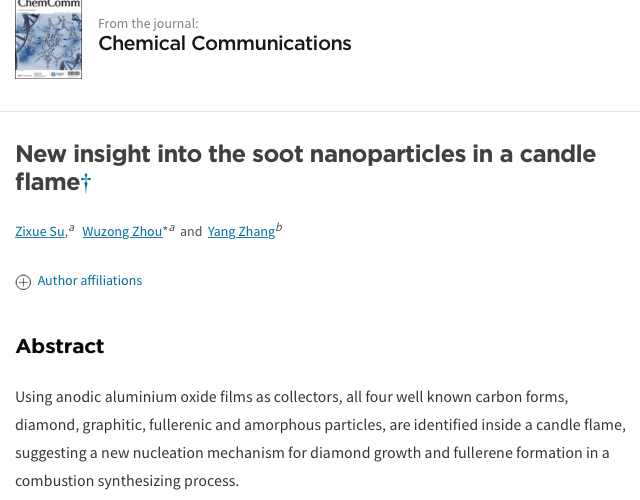 ChemComm
From the journal:
Chemical Communications
New insight into the soot nanoparticles in a candle
flame†
Zixue Su,a Wuzong Zhou*a and Yang Zhangb
Author affiliations
Abstract
Using anodic aluminium oxide films as collectors, all four well known carbon forms,
diamond, graphitic, fullerenic and amorphous particles, are identified inside a candle flame,
suggesting a new nucleation mechanism for diamond growth and fullerene formation in a
combustion synthesizing process.